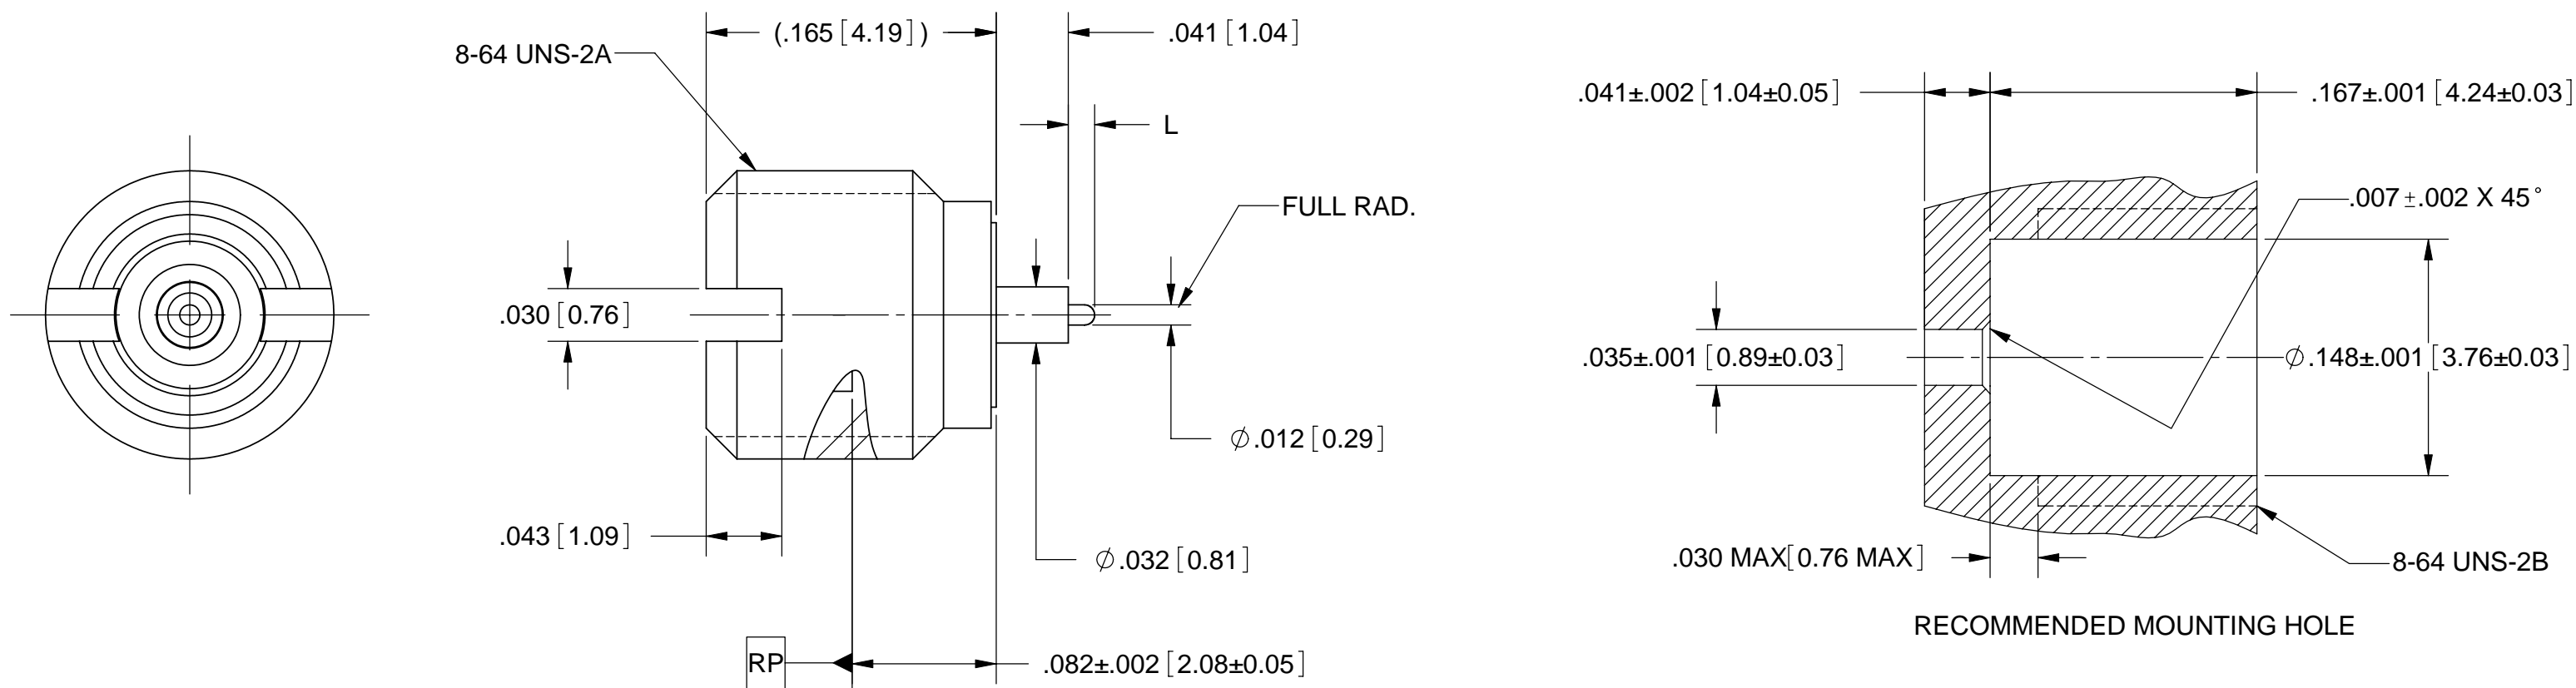 (.165 [4.19])
.041 [1.04]
8-64 UNS-2A
L
FULL RAD.
.030 [0.76]
⌀.012 [0.29]
.043 [1.09]
⌀.032 [0.81]
RP
.082±.002 [2.08±0.05]
.041±.002 [1.04±0.05]
.167±.001 [4.24±0.03]
.007±.002 X 45°
.035±.001 [0.89±0.03]
⌀.148±.001 [3.76±0.03]
.030 MAX[0.76 MAX]
8-64 UNS-2B
RECOMMENDED MOUNTING HOLE